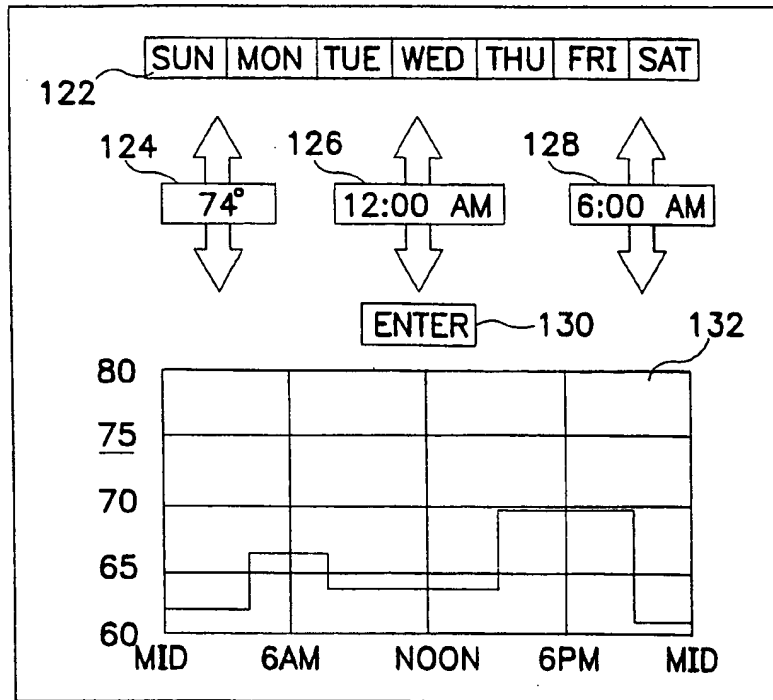 SUN MON TUE WED THU FRI SAT
122
124 126 128
74° 12:00 AM 6:00 AM
ENTER 130 132
80
75
70
65
60
MID 6AM NOON 6PM MID